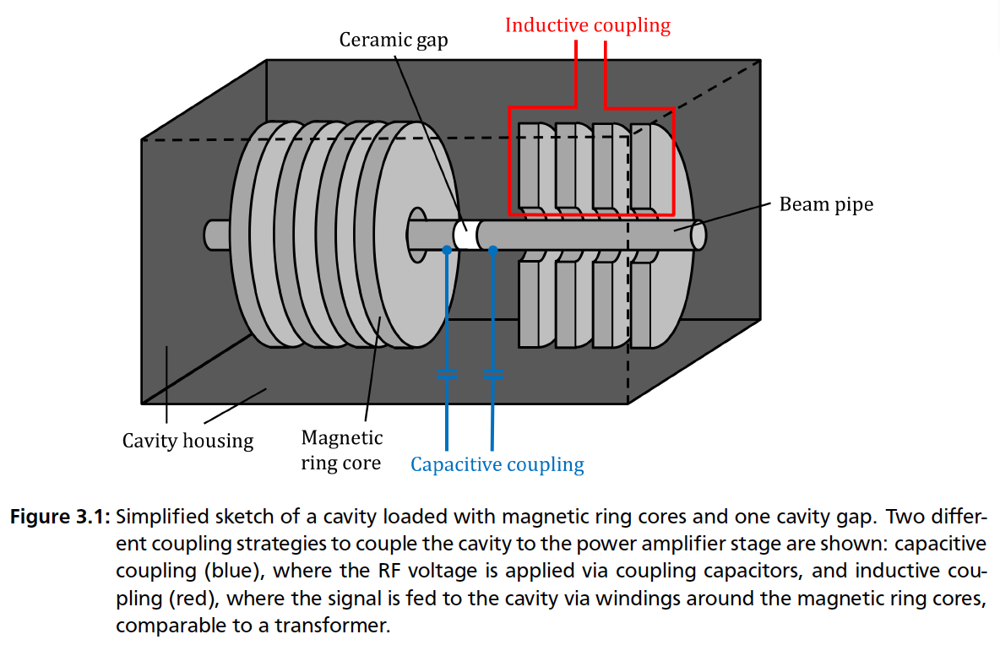 Inductive coupling
Ceramic gap
Beam pipe
Cavity housing
Magnetic
ring core
Capacitive coupling
Figure 3.1: Simplified sketch of a cavity loaded with magnetic ring cores and one cavity gap. Two differ-
ent coupling strategies to couple the cavity to the power amplifier stage are shown: capacitive
coupling (blue), where the RF voltage is applied via coupling capacitors, and inductive cou-
pling (red), where the signal is fed to the cavity via windings around the magnetic ring cores,
comparable to a transformer.